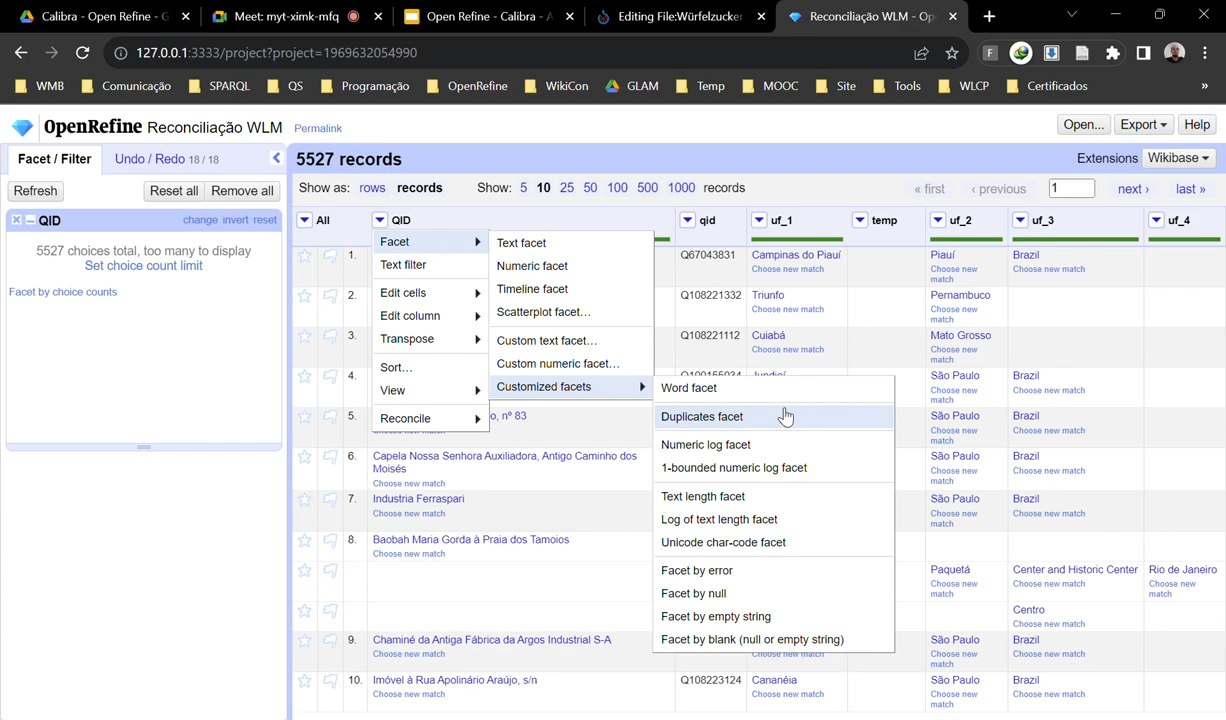 Calibra - Open Refine - G
Meet: myt-ximk-mfq
Open Refine - Calibra - A
Editing File:Würfelzucker
Reconciliação WLM - Op
127.0.0.1:3333/project?project=1969632054990
F
WMB
Comunicação
SPARQL
QS
Programação
OpenRefine
WikiCon
GLAM
Temp
MOOC
Site
Tools
WLCP
Certificados
»
OpenRefine Reconciliação WLM Permalink
Open... Export Help
Facet / Filter
Undo / Redo 18 / 18
5527 records
Extensions Wikibase
Refresh
Reset all Remove all
Show as: rows records
Show: 5 10 25 50 100 500 1000 records
« first ‹ previous 1 next › last »
QID
change invert reset
5527 choices total, too many to display
Set choice count limit
Facet by choice counts
All
QID
qid
uf_1
temp
uf_2
uf_3
uf_4
Facet
Text filter
Edit cells
Edit column
Transpose
Sort…
View
Reconcile
Text facet
Numeric facet
Timeline facet
Scatterplot facet…
Custom text facet…
Custom numeric facet…
Customized facets
Word facet
Duplicates facet
Numeric log facet
1-bounded numeric log facet
Text length facet
Log of text length facet
Unicode char-code facet
Facet by error
Facet by null
Facet by empty string
Facet by blank (null or empty string)
1.
Q67043831
Campinas do Piauí
Choose new match
Piauí
Choose new
match
Brazil
Choose new match
2.
Q108221332
Triunfo
Choose new match
Pernambuco
Choose new
match
3.
Q108221112
Cuiabá
Choose new match
Mato Grosso
Choose new
match
4.
São Paulo
Choose new
match
Brazil
Choose new match
5.
o, nº 83
São Paulo
Choose new
match
Brazil
Choose new match
6.
Capela Nossa Senhora Auxiliadora, Antigo Caminho dos
Moisés
Choose new match
São Paulo
Choose new
match
Brazil
Choose new match
7.
Industria Ferraspari
Choose new match
São Paulo
Choose new
match
Brazil
Choose new match
8.
Baobah Maria Gorda à Praia dos Tamoios
Choose new match
Paquetá
Choose new
match
Center and Historic Center
Choose new match
Rio de Janeiro
Choose new
match
Centro
Choose new match
9.
Chaminé da Antiga Fábrica da Argos Industrial S-A
Choose new match
Choose new match
São Paulo
Choose new
match
Brazil
Choose new match
10.
Imóvel à Rua Apolinário Araújo, s/n
Choose new match
Q108223124
Cananéia
Choose new match
São Paulo
Choose new
match
Brazil
Choose new match